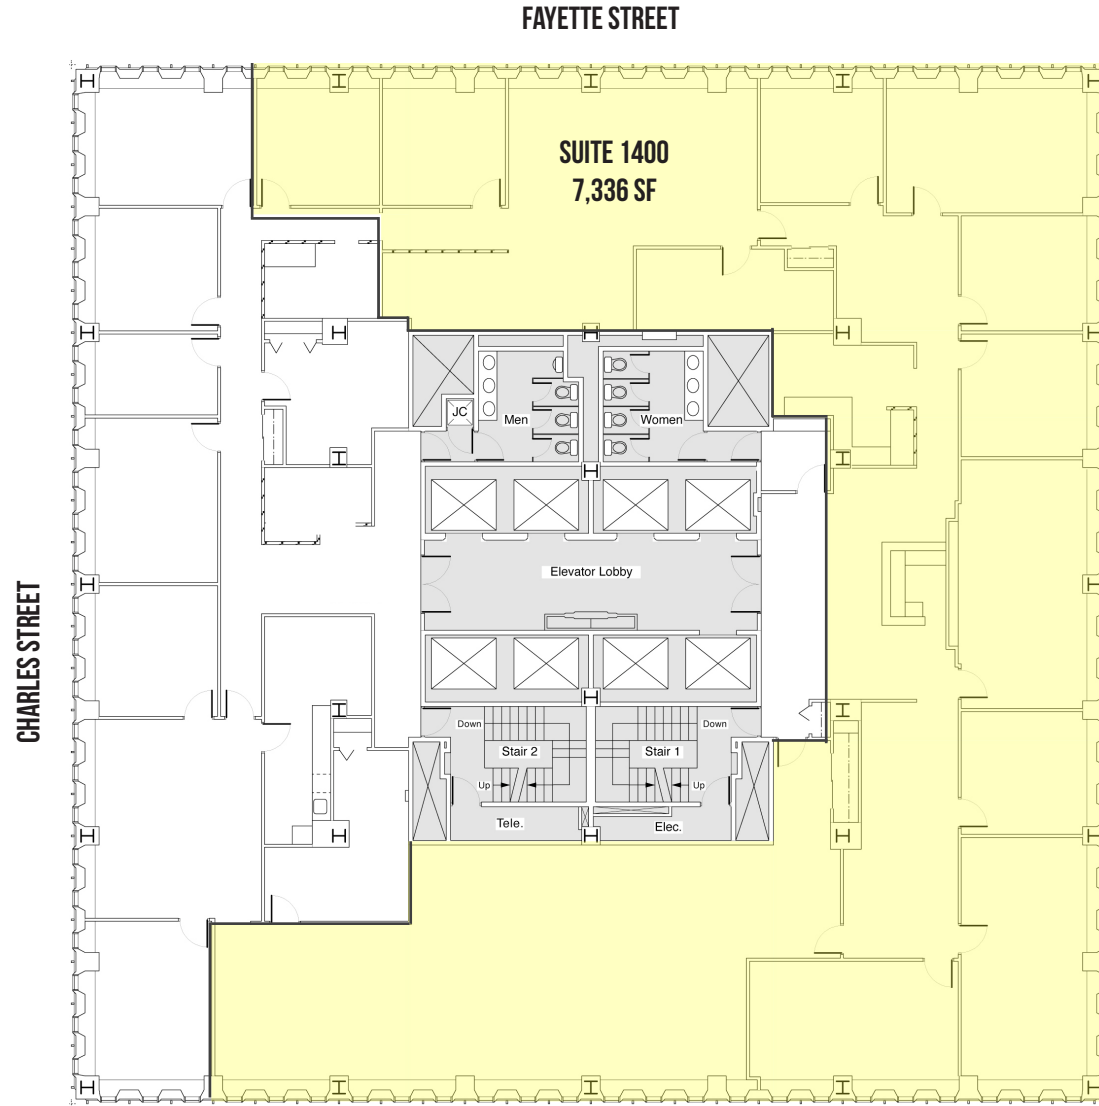 FAYETTE STREET
SUITE 1400
7,336 SF
JC
Men
Women
Elevator Lobby
CHARLES STREET
Down
Down
Stair 2
Stair 1
Up
Up
Tele.
Elec.